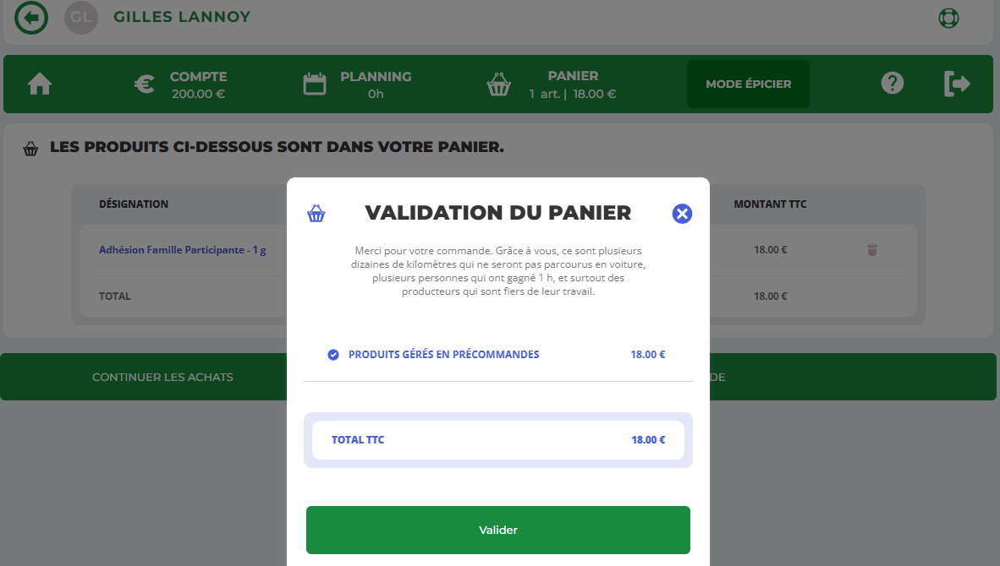 GL GILLES LANNOY
COMPTE
200.00 €
PLANNING
0h
PANIER
1 art. | 18.00 €
MODE ÉPICIER
?
LES PRODUITS CI-DESSOUS SONT DANS VOTRE PANIER.
DÉSIGNATION
MONTANT TTC
Adhésion Famille Participante - 1 g
18.00 €
TOTAL
18.00 €
CONTINUER LES ACHATS
DE
VALIDATION DU PANIER
Merci pour votre commande. Grâce à vous, ce sont plusieurs
dizaines de kilomètres qui ne seront pas parcourus en voiture,
plusieurs personnes qui ont gagné 1 h, et surtout des
producteurs qui sont fiers de leur travail.
PRODUITS GÉRÉS EN PRÉCOMMANDES 18.00 €
TOTAL TTC 18.00 €
Valider